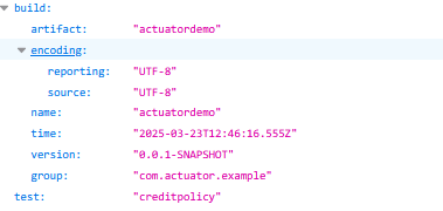 build:
artifact: "actuatordemo"
encoding:
reporting: "UTF-8"
source: "UTF-8"
name: "actuatordemo"
time: "2025-03-23T12:46:16.555Z"
version: "0.0.1-SNAPSHOT"
group: "com.actuator.example"
test: "creditpolicy"